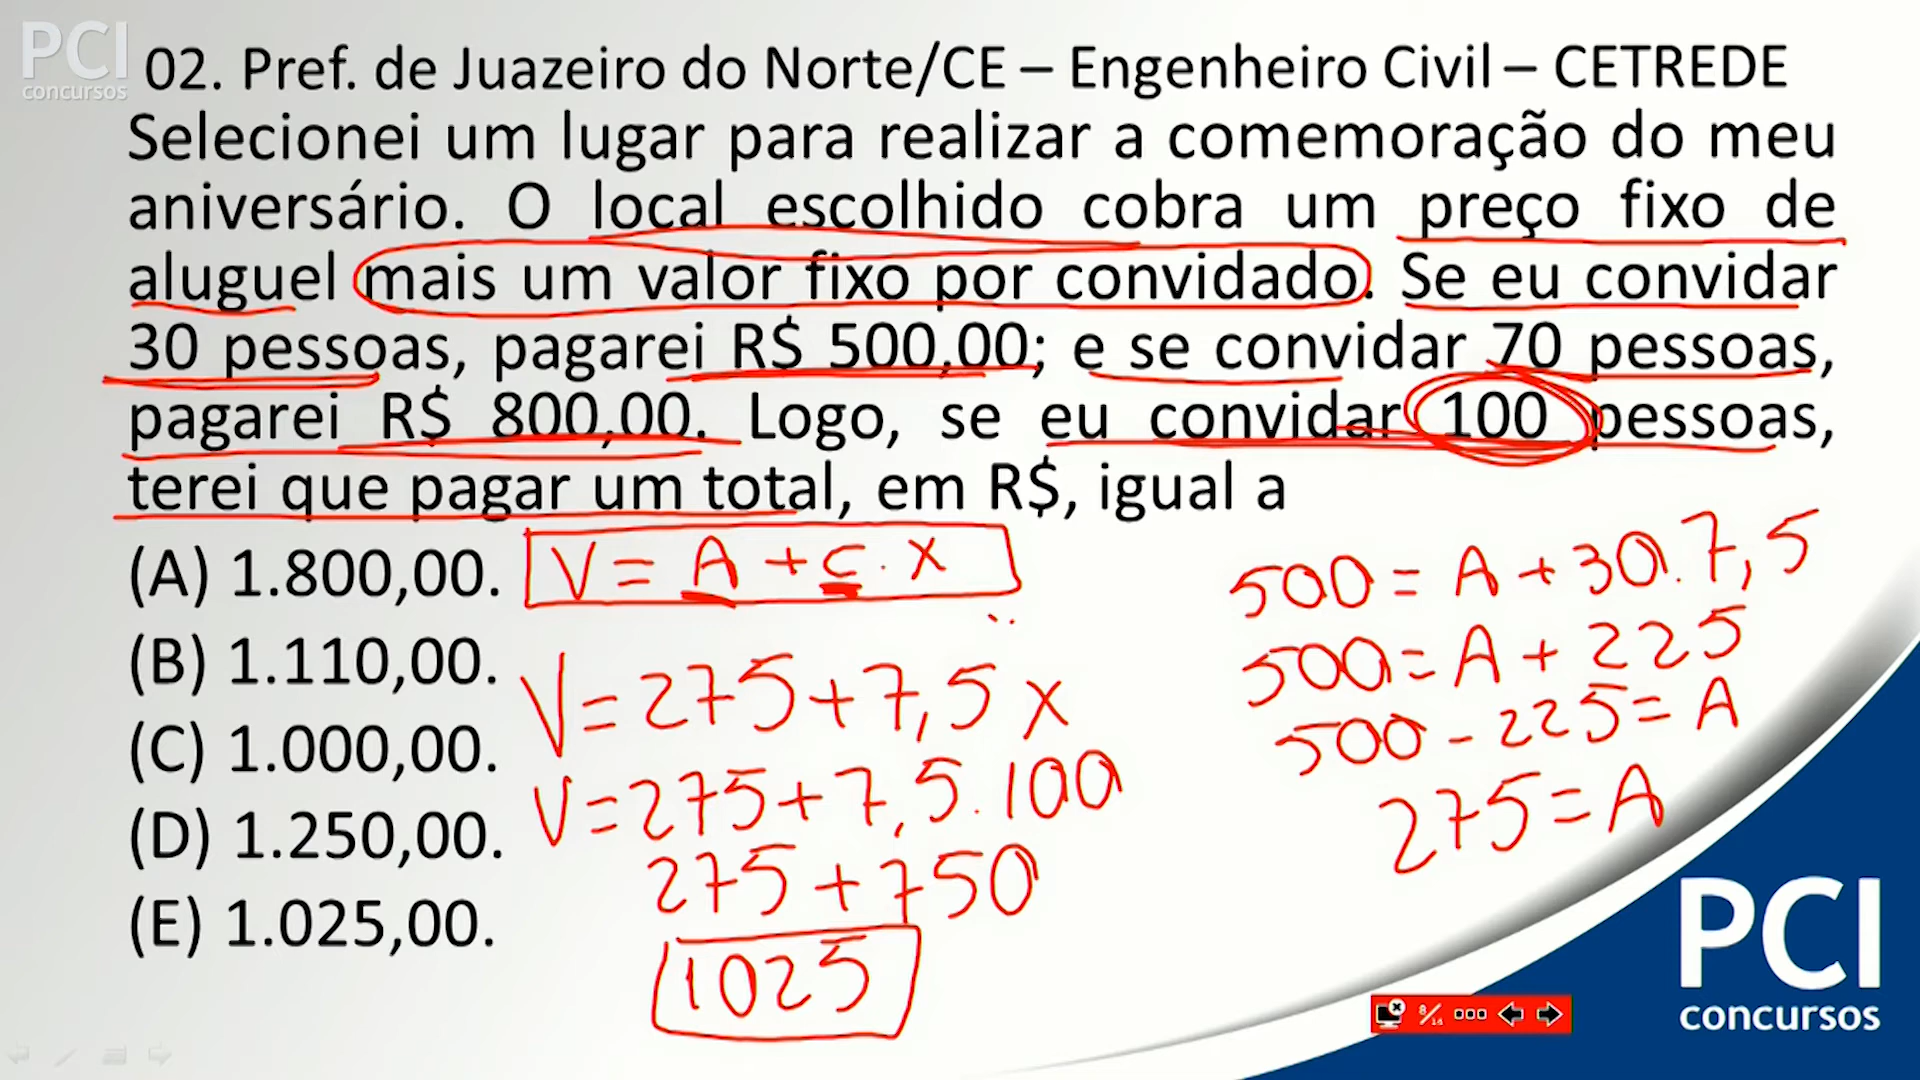 PCI
concursos
02. Pref. de Juazeiro do Norte/CE – Engenheiro Civil – CETREDE
Selecionei um lugar para realizar a comemoração do meu
aniversário. O local escolhido cobra um preço fixo de
aluguel mais um valor fixo por convidado. Se eu convidar
30 pessoas, pagarei R$ 500,00; e se convidar 70 pessoas,
pagarei R$ 800,00. Logo, se eu convidar 100 pessoas,
terei que pagar um total, em R$, igual a
(A) 1.800,00.
(B) 1.110,00.
(C) 1.000,00.
(D) 1.250,00.
(E) 1.025,00.
V = A + C . X
V = 275 + 7,5 X
V = 275 + 7,5 . 100
275 + 750
1025
500 = A + 30 . 7,5
500 = A + 225
500 - 225 = A
275 = A
PCI
concursos